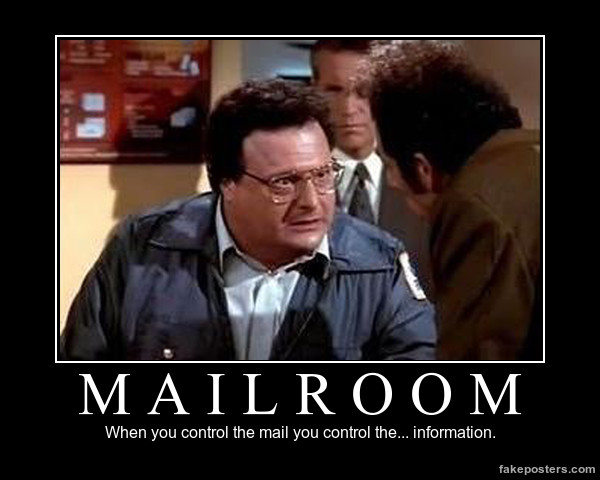 MAILROOM
When you control the mail you control the... information.
fakeposters.com